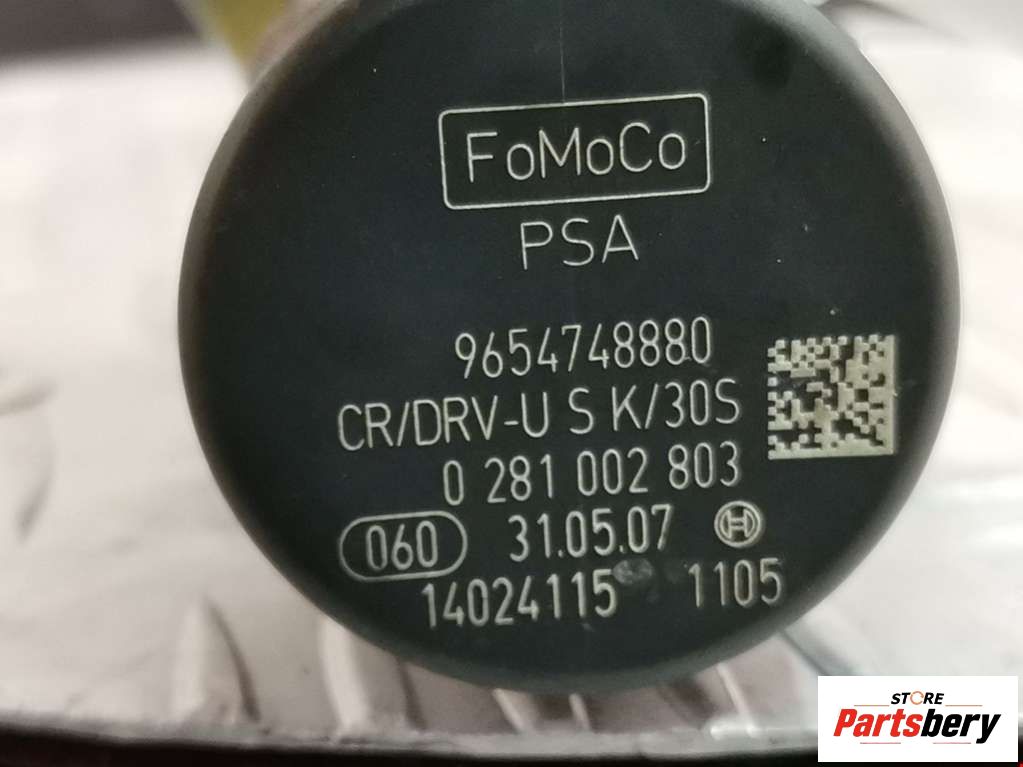 FoMoCo
PSA
9654748880
CR/DRV-U S K/30S
0 281 002 803
060 31.05.07
14024115 1105
STORE
Partsbery